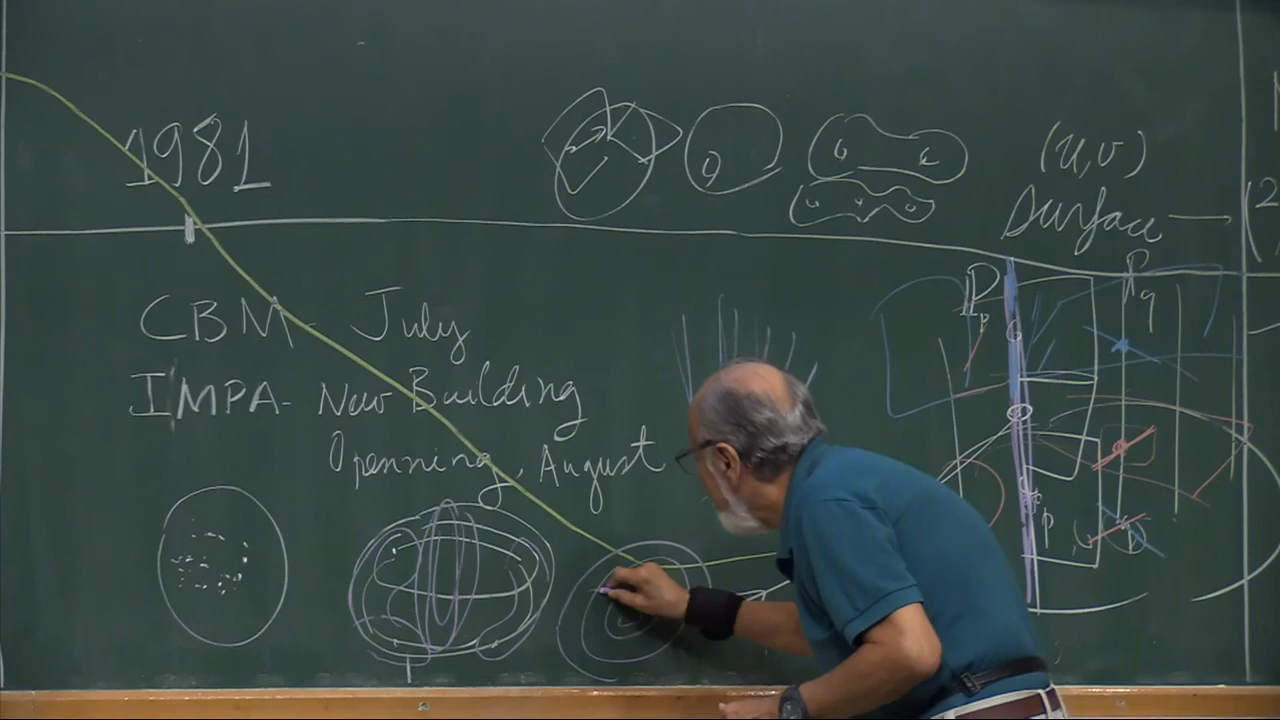 1981
(u,v)
Surface
CBM- July
IMPA- New Building
Openning, August